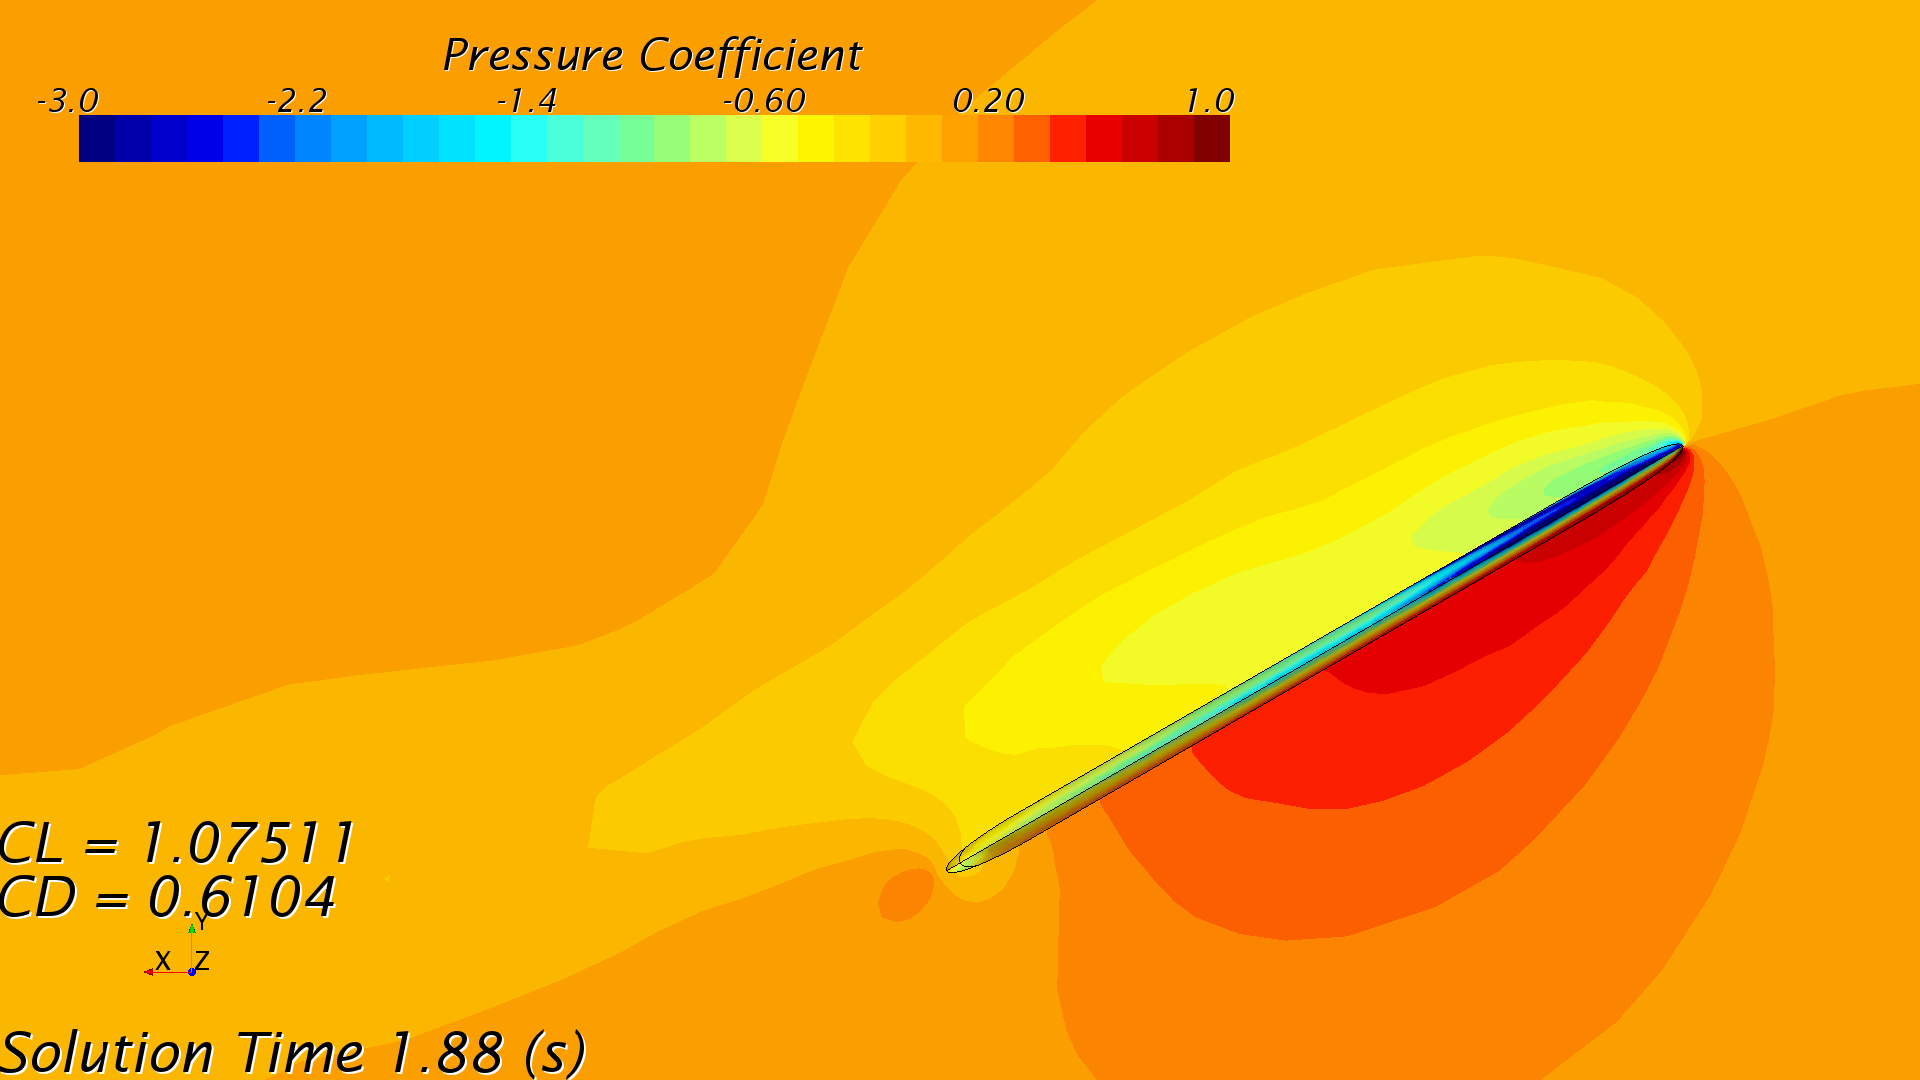 Pressure Coefficient
-3.0 -2.2 -1.4 -0.60 0.20 1.0
CL = 1.07511
CD = 0.6104
Y
X Z
Solution Time 1.88 (s)